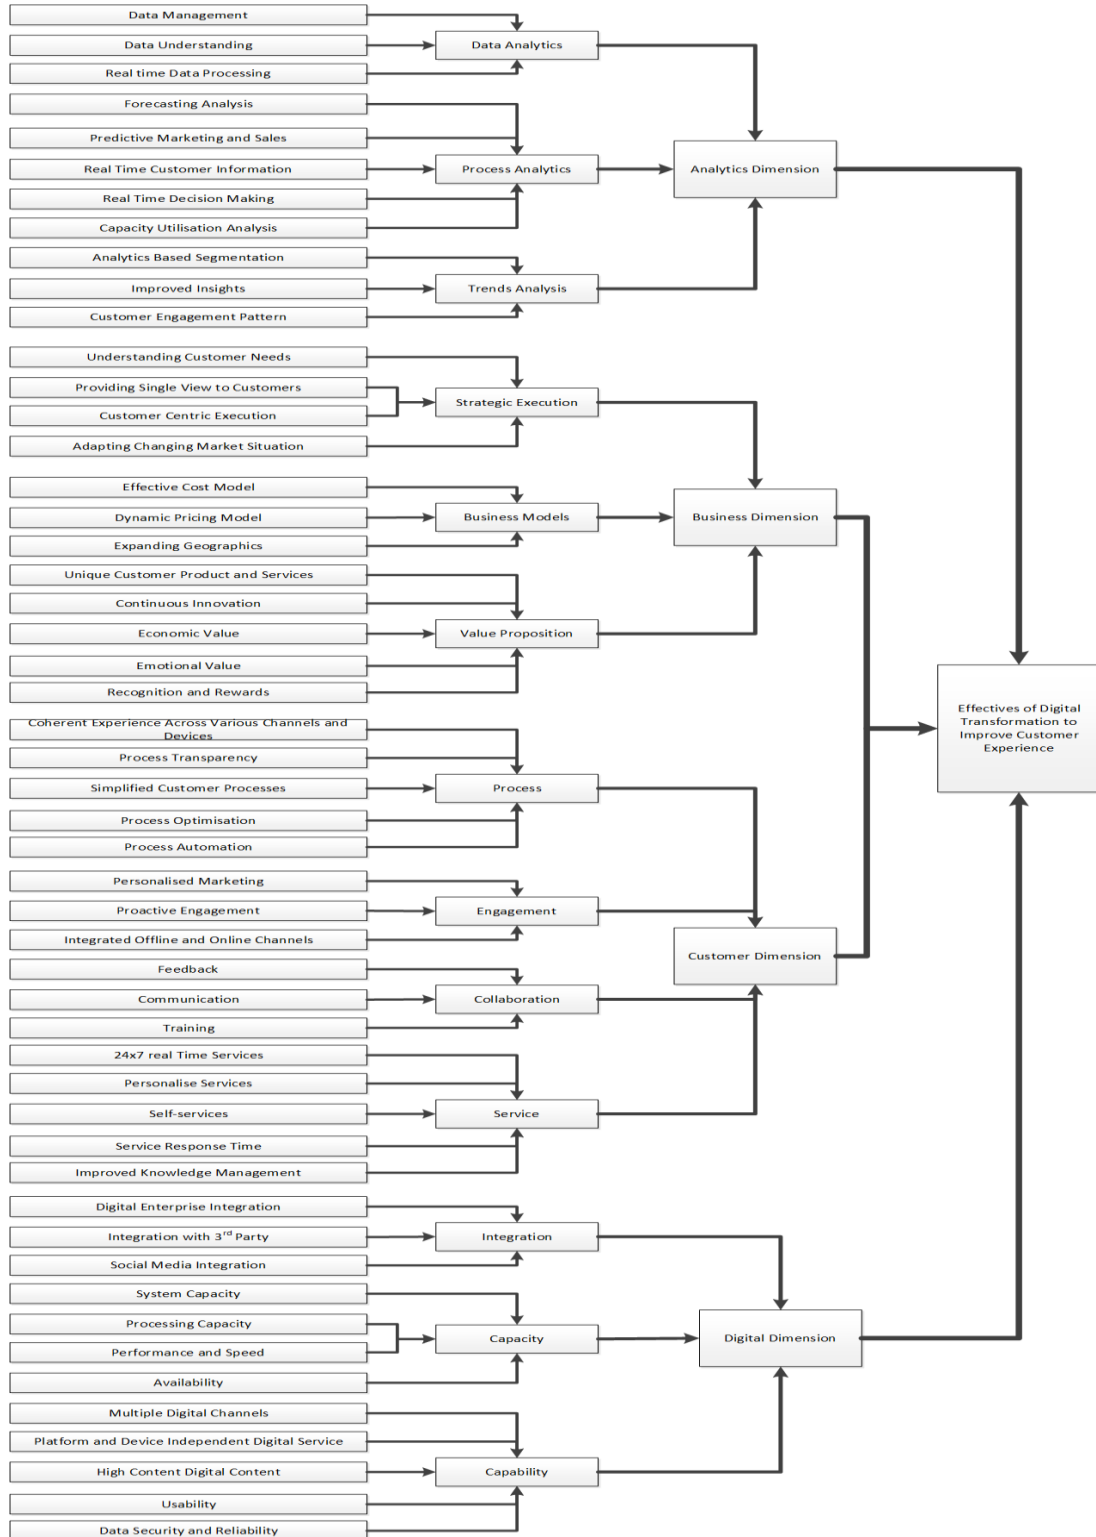 Data Management
Data Understanding
Real time Data Processing
Data Analytics
Forecasting Analysis
Predictive Marketing and Sales
Real Time Customer Information
Real Time Decision Making
Capacity Utilisation Analysis
Process Analytics
Analytics Dimension
Analytics Based Segmentation
Improved Insights
Customer Engagement Pattern
Trends Analysis
Understanding Customer Needs
Providing Single View to Customers
Customer Centric Execution
Adapting Changing Market Situation
Strategic Execution
Effective Cost Model
Dynamic Pricing Model
Expanding Geographics
Business Models
Business Dimension
Unique Customer Product and Services
Continuous Innovation
Economic Value
Emotional Value
Recognition and Rewards
Value Proposition
Effectives of Digital
Transformation to
Improve Customer
Experience
Coherent Experience Across Various Channels and
Devices
Process Transparency
Simplified Customer Processes
Process Optimisation
Process Automation
Process
Personalised Marketing
Proactive Engagement
Integrated Offline and Online Channels
Engagement
Customer Dimension
Feedback
Communication
Training
Collaboration
24x7 real Time Services
Personalise Services
Self-services
Service Response Time
Improved Knowledge Management
Service
Digital Enterprise Integration
Integration with 3rd Party
Social Media Integration
Integration
System Capacity
Processing Capacity
Performance and Speed
Availability
Capacity
Digital Dimension
Multiple Digital Channels
Platform and Device Independent Digital Service
High Content Digital Content
Usability
Data Security and Reliability
Capability